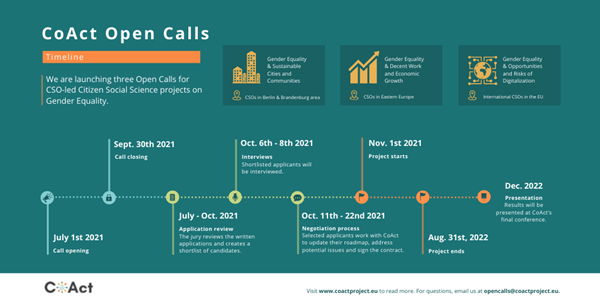 CoAct Open Calls
Timeline
We are launching three Open Calls for
CSO-led Citizen Social Science projects on
Gender Equality.
Gender Equality
& Sustainable
Cities and
Communities
CSOs in Berlin & Brandenburg area
Gender Equality
& Decent Work
and Economic
Growth
CSOs in Eastern Europe
Gender Equality
& Opportunities
and Risks of
Digitalization
International CSOs in the EU
Sept. 30th 2021
Call closing
Oct. 6th - 8th 2021
Interviews
Shortlisted applicants will
be interviewed.
Nov. 1st 2021
Project starts
Dec. 2022
Presentation
Results will be
presented at CoAct's
final conference.
July 1st 2021
Call opening
July - Oct. 2021
Application review
The jury reviews the written
applications and creates a
shortlist of candidates.
Oct. 11th - 22nd 2021
Negotiation process
Selected applicants work with CoAct
to update their roadmap, address
potential issues and sign the contract.
Aug. 31st, 2022
Project ends
CoAct
Visit www.coactproject.eu to read more. For questions, email us at opencalls@coactproject.eu.